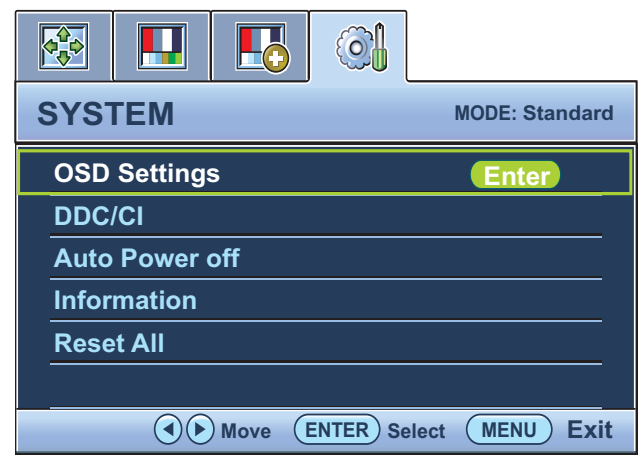 SYSTEM MODE: Standard
OSD Settings Enter
DDC/CI
Auto Power off
Information
Reset All
Move ENTER Select MENU Exit